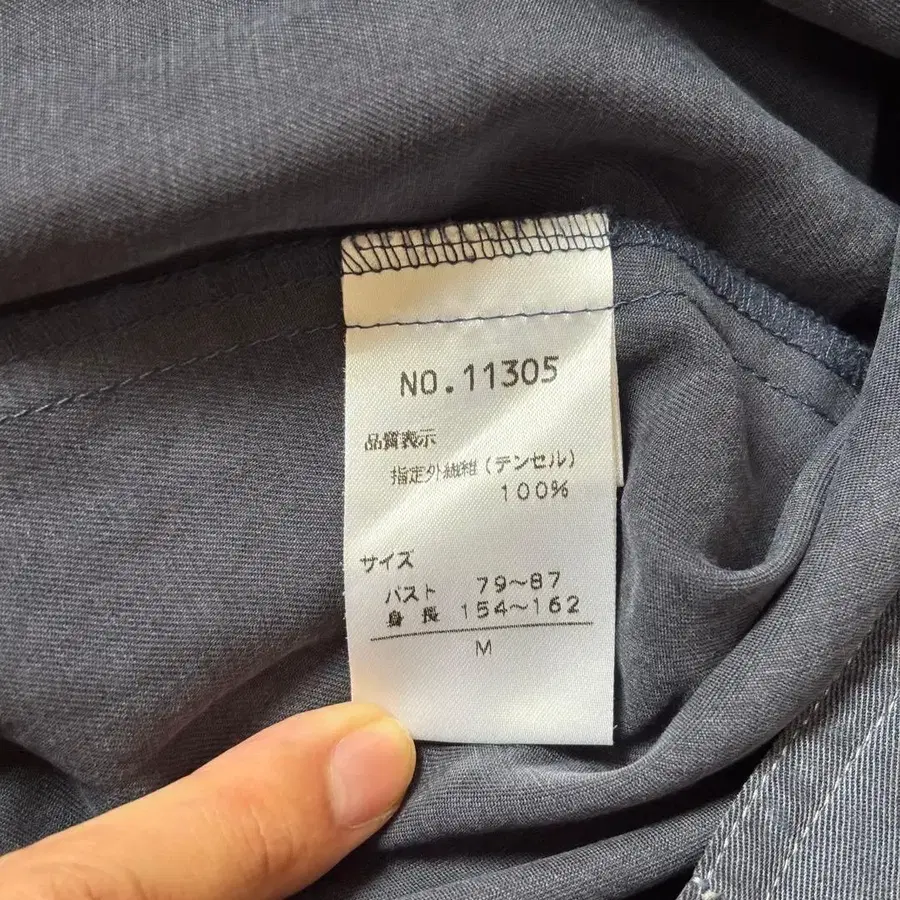 NO.11305
品質表示
指定外繊維(テンセル)
100%
サイズ
バスト 79~87
身長 154~162
M